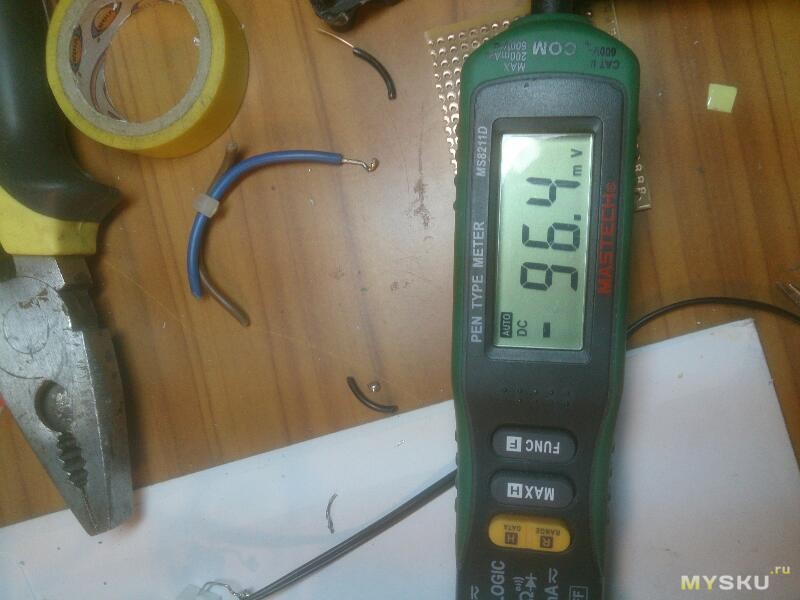 CAT II
600V
COM
MAX
200mA
500V
MS8211D
PEN TYPE METER
MASTECH®
AUTO
DC
- 96.4 mV
FUNC F
MAX H
RANGE
R
H
DATA
LOGIC
MYSKU.ru